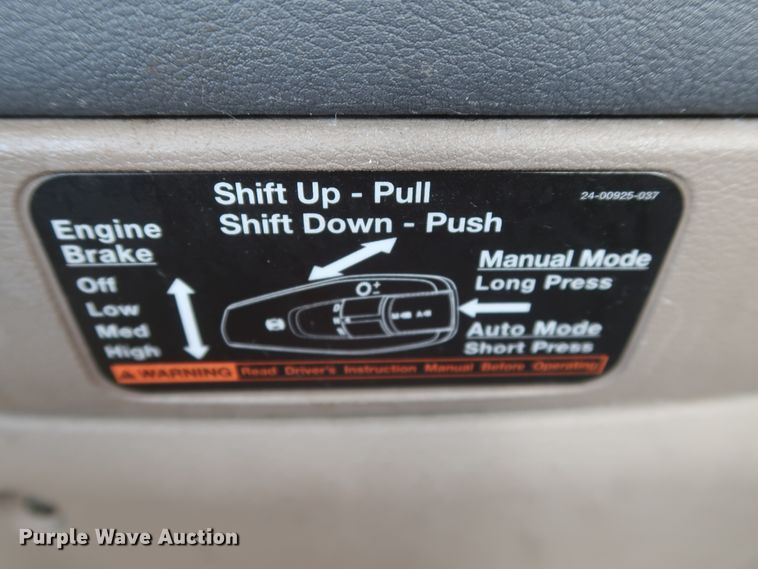 Shift Up - Pull
24-00925-037
Shift Down - Push
Engine
Brake
Off
Low
Med
High
Manual Mode
Long Press
Auto Mode
Short Press
WARNING Read Driver's Instruction Manual Before Operating
Purple Wave Auction